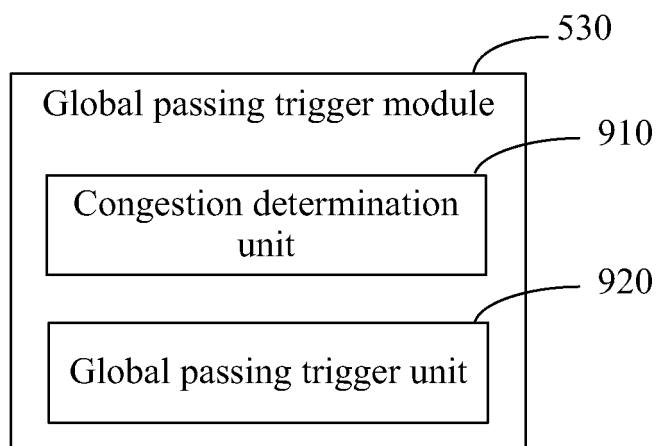 530
Global passing trigger module
910
Congestion determination
unit
920
Global passing trigger unit